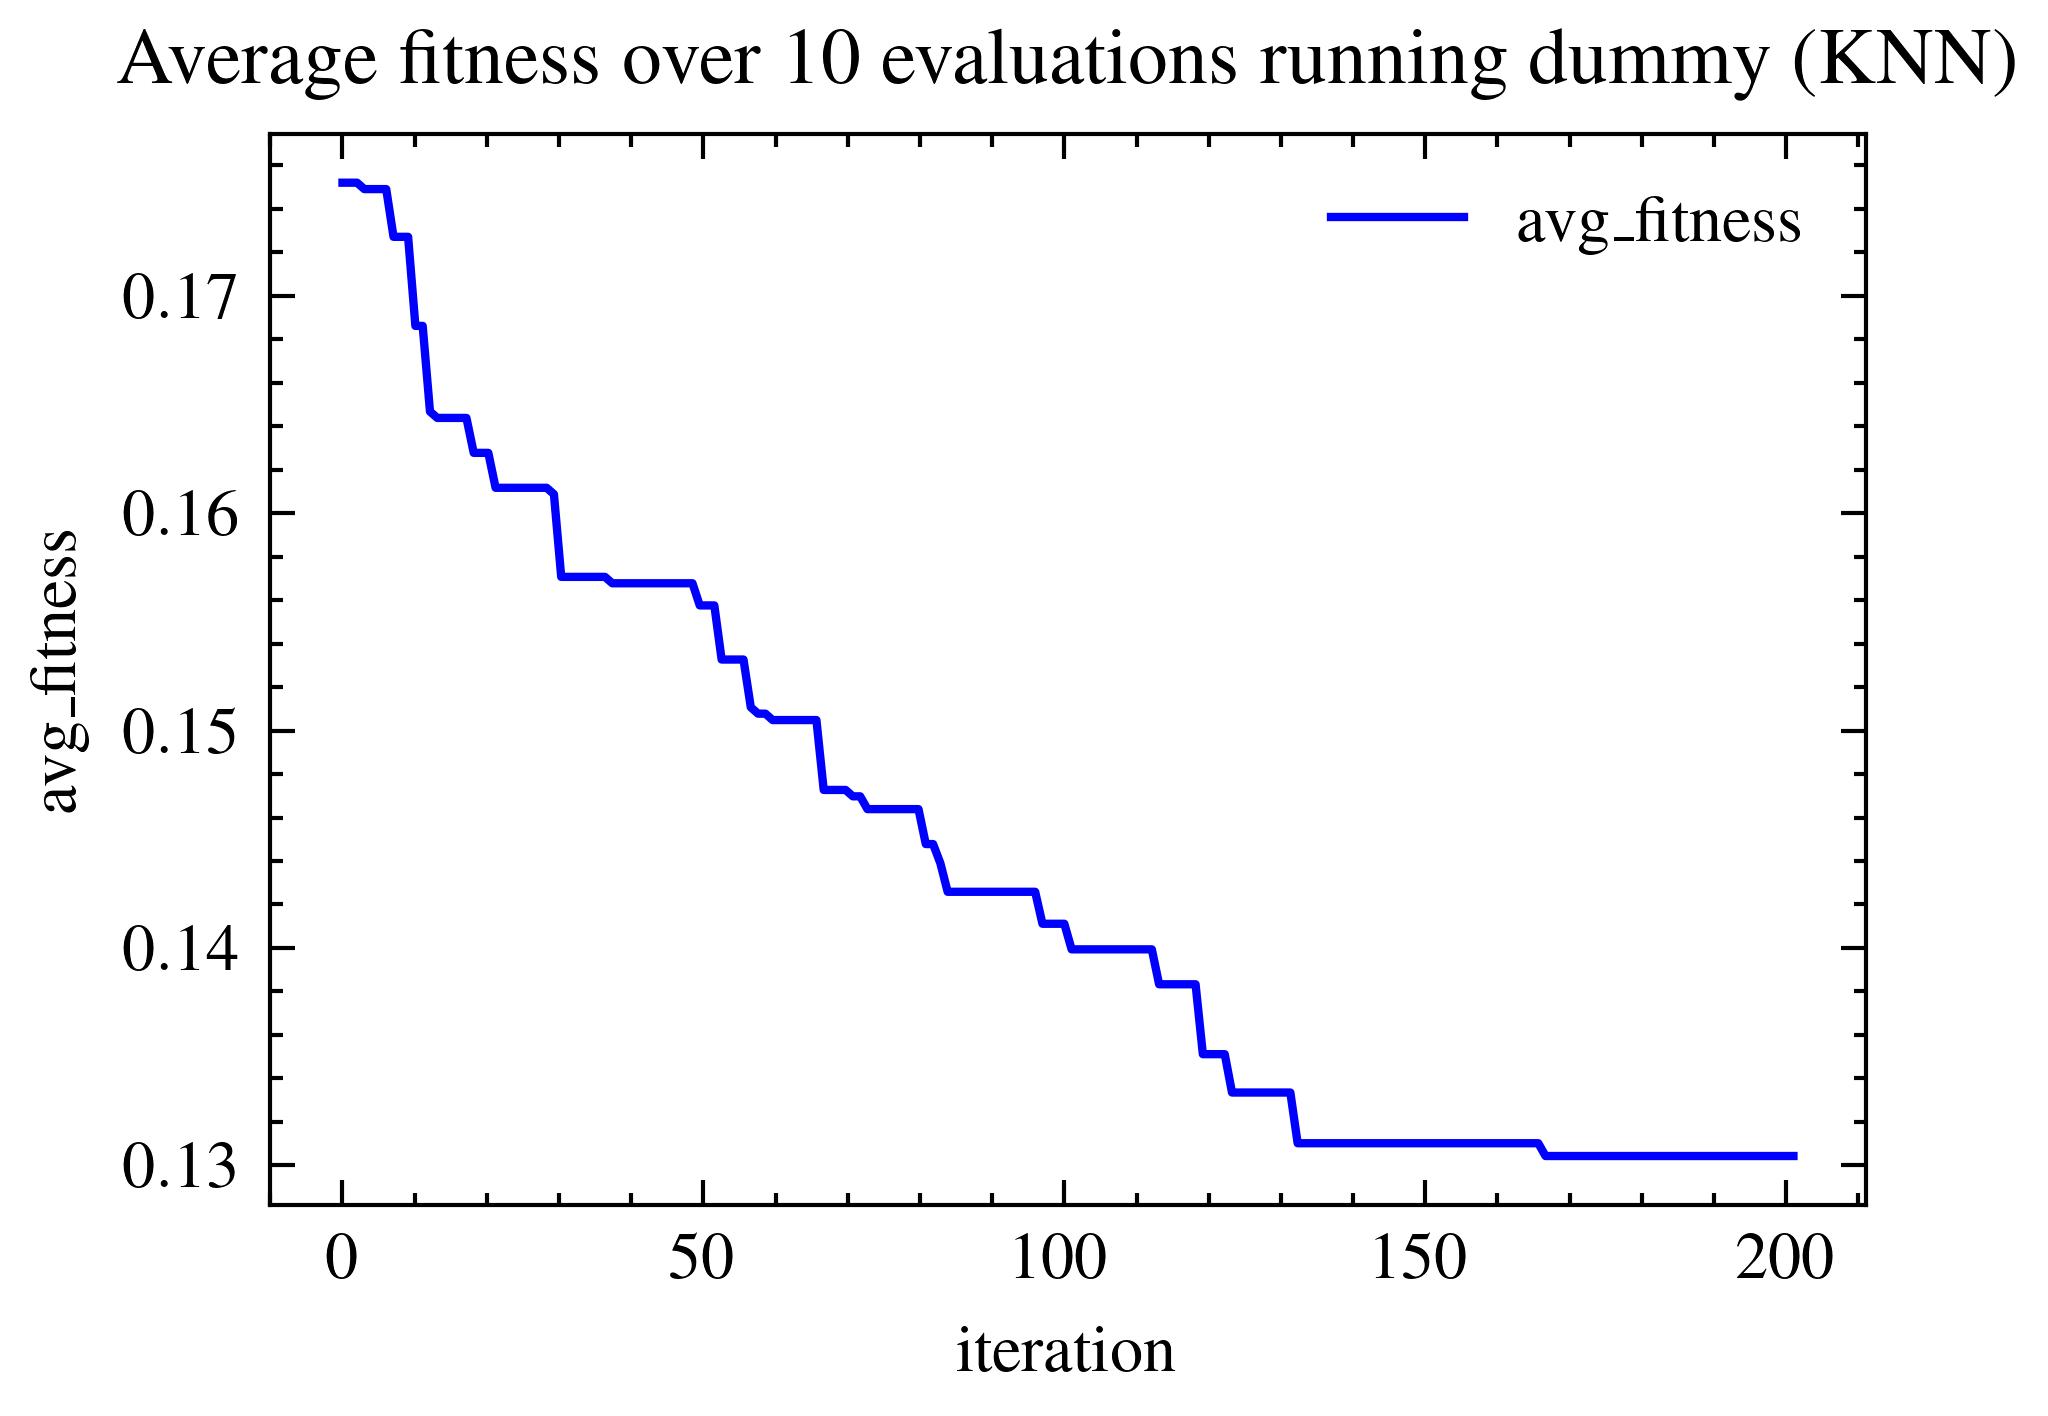 Average fitness over 10 evaluations running dummy (KNN)
avg_fitness
0.17
0.16
0.15
0.14
0.13
avg_fitness
0 50 100 150 200
iteration